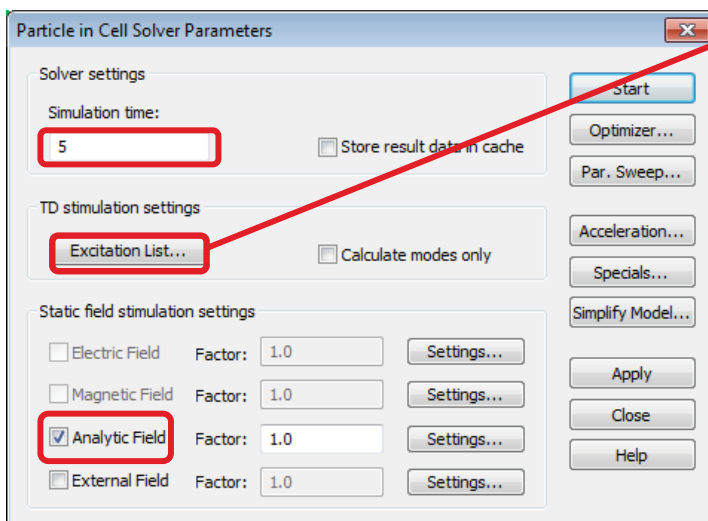 Particle in Cell Solver Parameters
Solver settings
Simulation time:
5
Store result data in cache
Start
Optimizer...
Par. Sweep...
TD stimulation settings
Excitation List...
Calculate modes only
Acceleration...
Specials...
Simplify Model...
Static field stimulation settings
Electric Field Factor: 1.0 Settings...
Magnetic Field Factor: 1.0 Settings...
Analytic Field Factor: 1.0 Settings...
External Field Factor: 1.0 Settings...
Apply
Close
Help